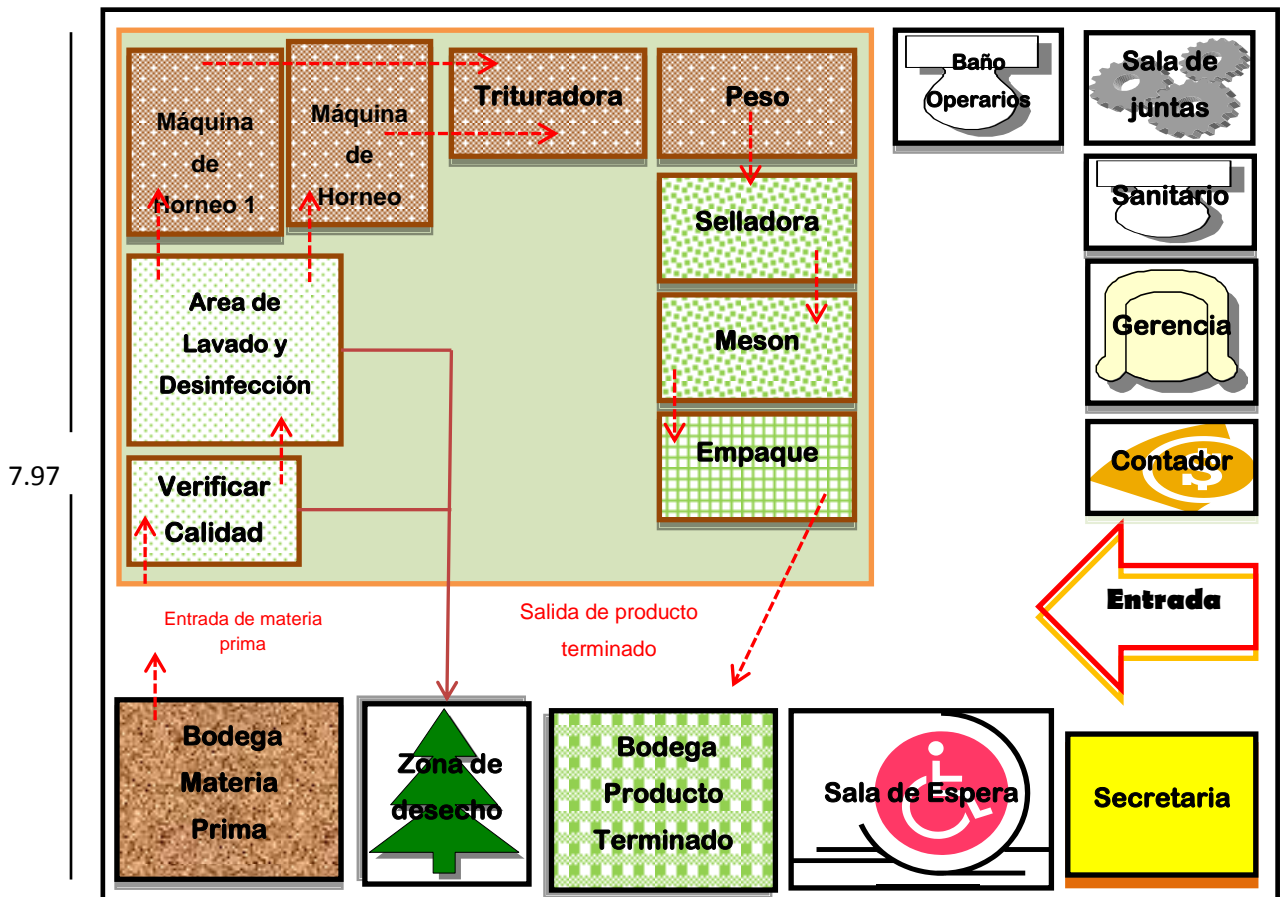 Máquina
de
Horneo 1
Máquina
de
Horneo
Trituradora
Peso
Baño
Operarios
Sala de
juntas
Sanitario
Selladora
Area de
Lavado y
Desinfección
Meson
Gerencia
Empaque
Contador
7.97
Verificar
Calidad
$
Entrada
Entrada de materia
prima
Salida de producto
terminado
Bodega
Materia
Prima
Zona de
desecho
Bodega
Producto
Terminado
Sala de Espera
Secretaria